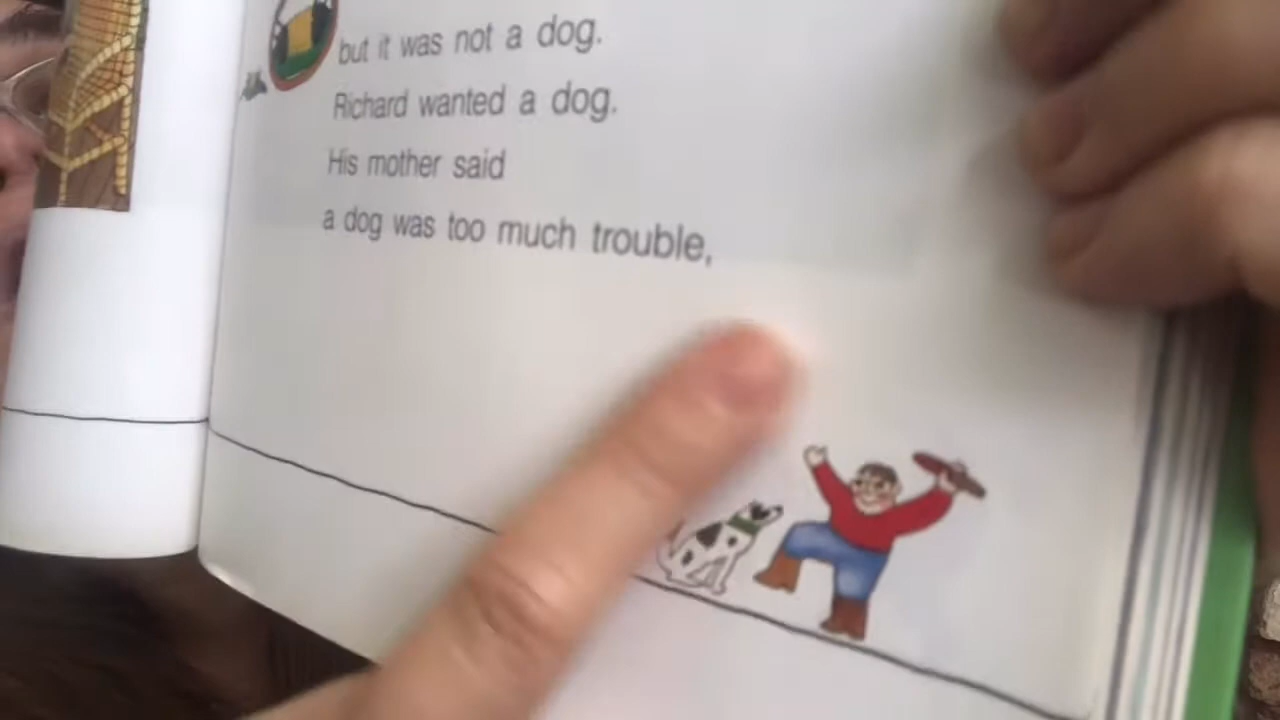 but it was not a dog.
Richard wanted a dog.
His mother said
a dog was too much trouble,